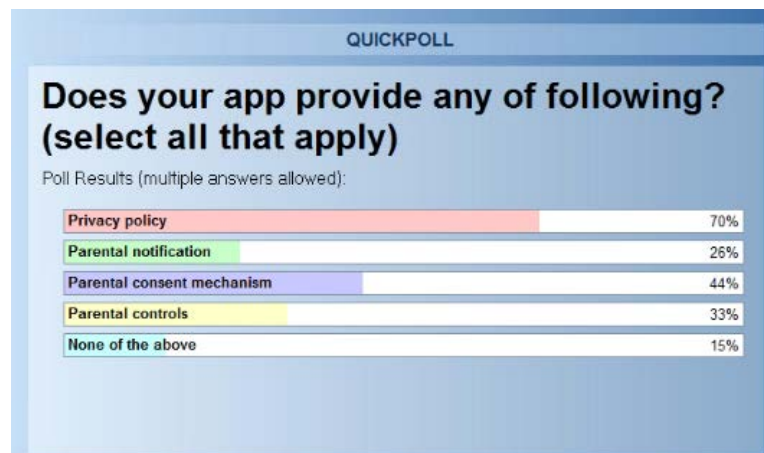 QUICKPOLL
Does your app provide any of following?
(select all that apply)
Poll Results (multiple answers allowed):
Privacy policy 70%
Parental notification 26%
Parental consent mechanism 44%
Parental controls 33%
None of the above 15%